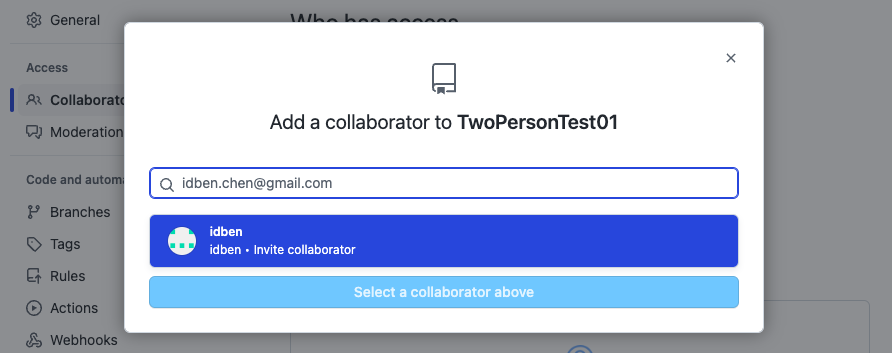 General
Who has access
Access
Collaborato
Moderation
Code and automa
Branches
Tags
Rules
Actions
Webhooks
Add a collaborator to TwoPersonTest01
idben.chen@gmail.com
idben
idben • Invite collaborator
Select a collaborator above